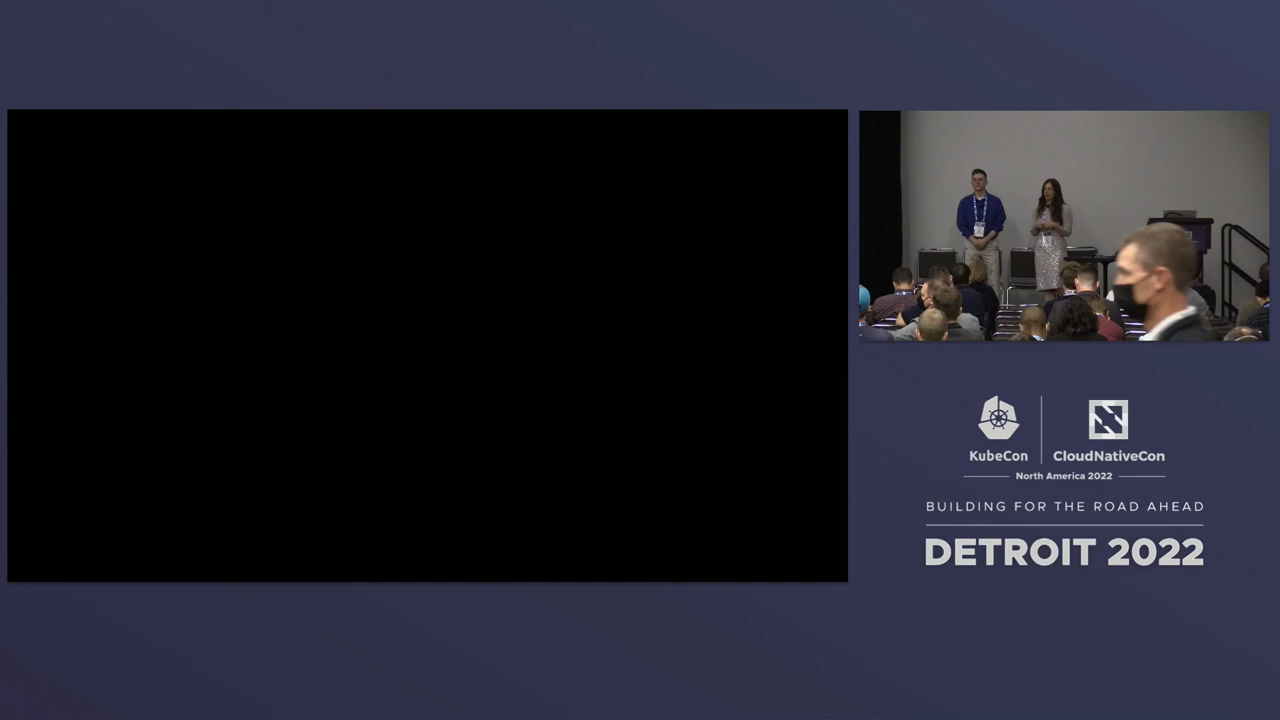 KubeCon
CloudNativeCon
North America 2022
BUILDING FOR THE ROAD AHEAD
DETROIT 2022